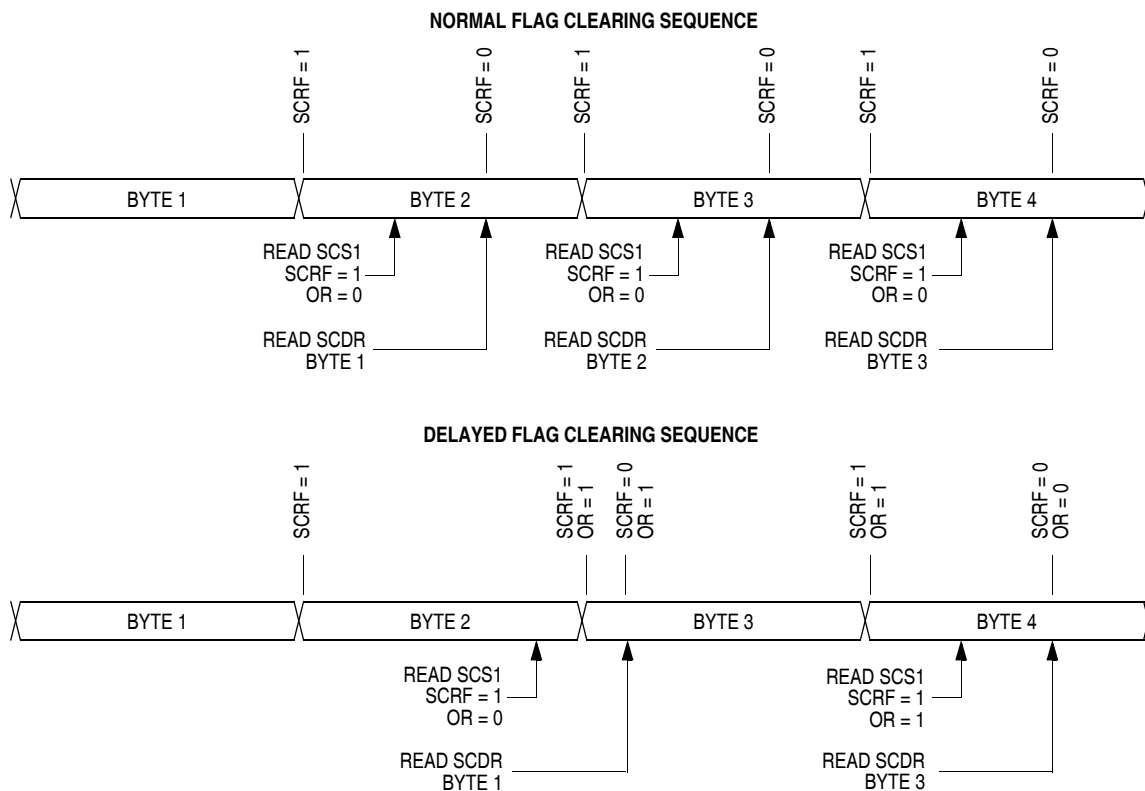 NORMAL FLAG CLEARING SEQUENCE
SCRF = 1
SCRF = 0
SCRF = 1
SCRF = 0
SCRF = 1
SCRF = 0
BYTE 1
BYTE 2
BYTE 3
BYTE 4
READ SCS1
SCRF = 1
OR = 0
READ SCS1
SCRF = 1
OR = 0
READ SCS1
SCRF = 1
OR = 0
READ SCDR
BYTE 1
READ SCDR
BYTE 2
READ SCDR
BYTE 3
DELAYED FLAG CLEARING SEQUENCE
SCRF = 1
SCRF = 1
OR = 1
SCRF = 0
OR = 1
SCRF = 1
OR = 1
SCRF = 0
OR = 0
BYTE 1
BYTE 2
BYTE 3
BYTE 4
READ SCS1
SCRF = 1
OR = 0
READ SCS1
SCRF = 1
OR = 1
READ SCDR
BYTE 1
READ SCDR
BYTE 3